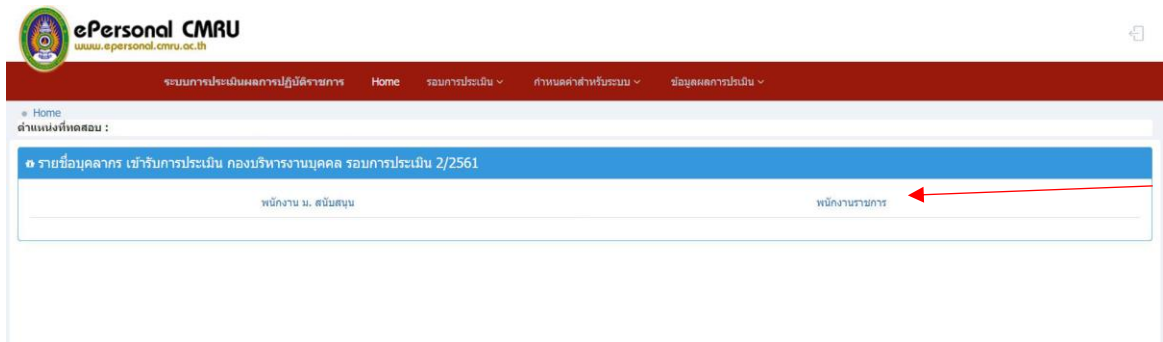 ePersonal CMRU
www.epersonal.cmru.ac.th
ระบบการประเมินผลการปฏิบัติราชการ Home รอบการประเมิน กำหนดค่าสำหรับระบบ ข้อมูลผลการประเมิน
Home
ตำแหน่งที่ทดสอบ :
รายชื่อบุคลากร เข้ารับการประเมิน กองบริหารงานบุคคล รอบการประเมิน 2/2561
พนักงาน ม. สนับสนุน พนักงานราชการ